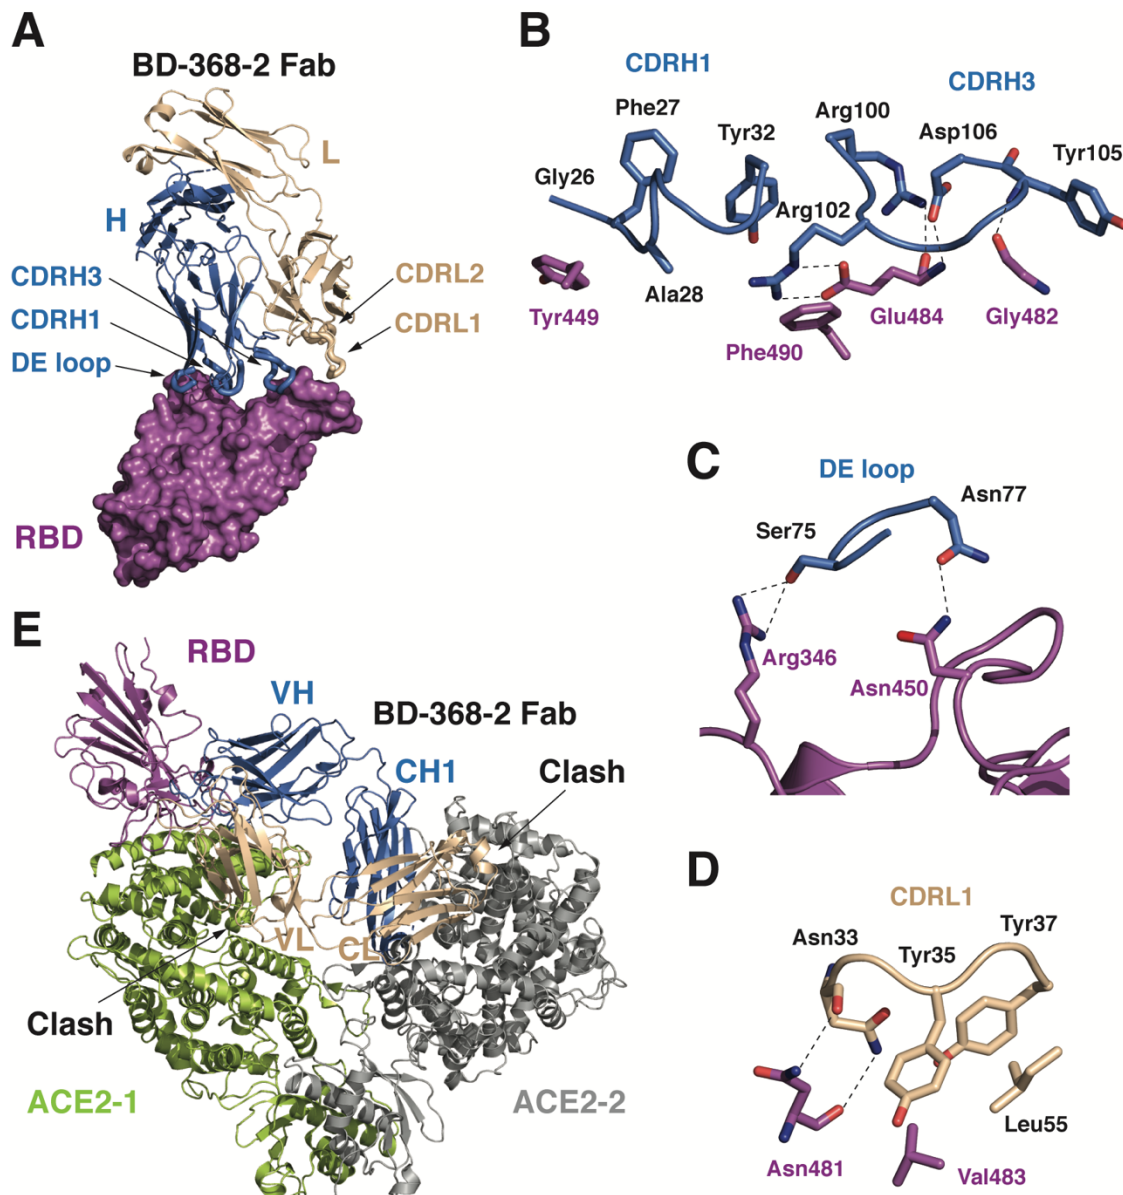 A
BD-368-2 Fab
L
H
CDRH3
CDRH1
DE loop
CDRL2
CDRL1
RBD
B
CDRH1
CDRH3
Phe27
Arg100
Asp106
Tyr32
Tyr105
Gly26
Arg102
Ala28
Tyr449
Glu484
Gly482
Phe490
C
DE loop
Asn77
Ser75
Arg346
Asn450
E
RBD
VH
BD-368-2 Fab
CH1
Clash
VL
CL
Clash
ACE2-1
ACE2-2
D
CDRL1
Tyr37
Asn33
Tyr35
Leu55
Asn481
Val483